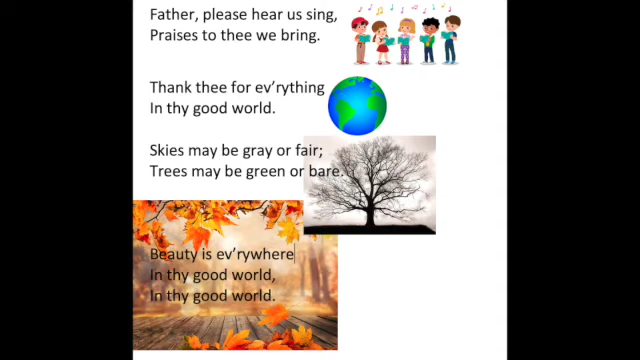 Father, please hear us sing,
Praises to thee we bring.
Thank thee for ev’rything
In thy good world.
Skies may be gray or fair;
Trees may be green or bare.
Beauty is ev’rywhere
In thy good world,
In thy good world.